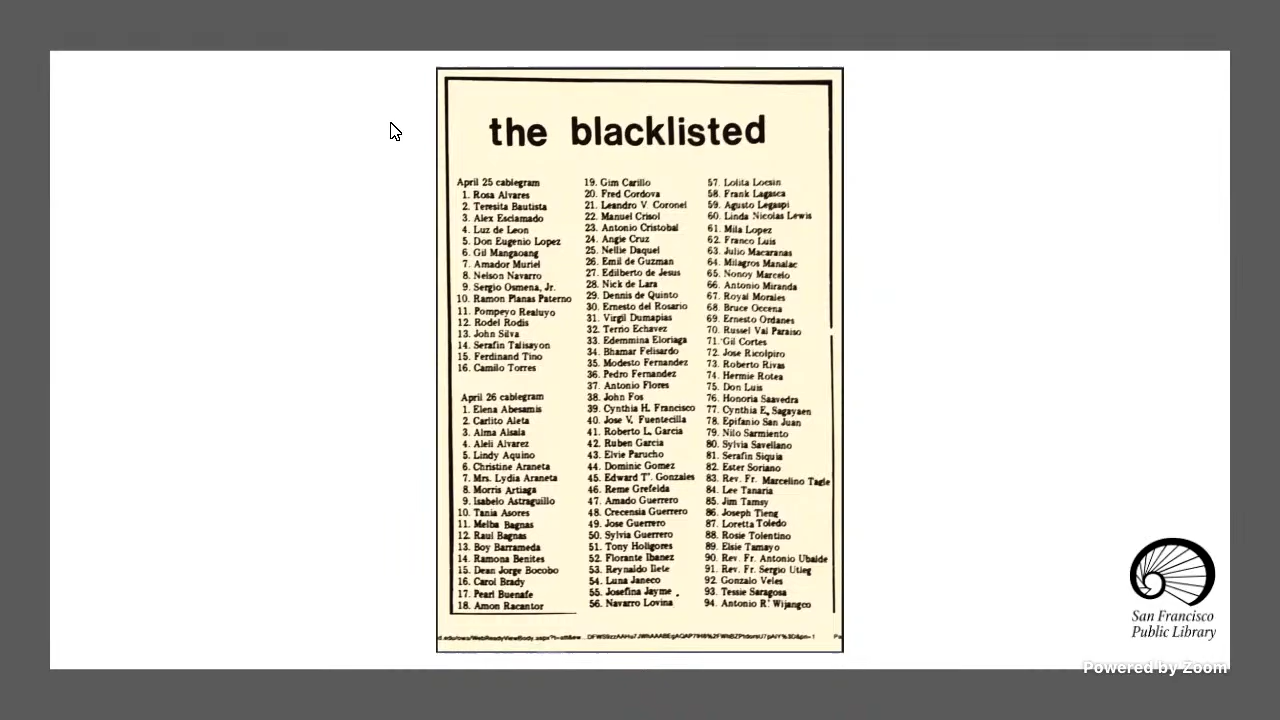 the blacklisted
April 25 cablegram
1. Rosa Alvares
2. Teresita Bautista
3. Alex Esclamado
4. Luz de Leon
5. Don Eugenio Lopez
6. Gil Mangaoang
7. Amador Muriel
8. Nelson Navarro
9. Sergio Osmena, Jr.
10. Ramon Planas Paterno
11. Pompeyo Realuyo
12. Rodel Rodis
13. John Silva
14. Serafin Talisayon
15. Ferdinand Tino
16. Camilo Torres
April 26 cablegram
1. Elena Abesamis
2. Carlito Aleta
3. Alma Alsala
4. Aleli Alvarez
5. Lindy Aquino
6. Christine Araneta
7. Mrs. Lydia Araneta
8. Morris Artiaga
9. Isabelo Astraguillo
10. Tania Asores
11. Melba Bagnas
12. Raul Bagnas
13. Boy Barrameda
14. Ramona Benites
15. Dean Jorge Bocobo
16. Carol Brady
17. Pearl Buenafe
18. Amon Racantor
19. Gim Carillo
20. Fred Cordova
21. Leandro V. Coronel
22. Manuel Crisol
23. Antonio Cristobal
24. Angie Cruz
25. Nellie Daquel
26. Emil de Guzman
27. Edilberto de Jesus
28. Nick de Lara
29. Dennis de Quinto
30. Ernesto del Rosario
31. Virgil Dumapias
32. Terrio Echavez
33. Edemmina Eloriaga
34. Bhamar Felisardo
35. Modesto Fernandez
36. Pedro Fernandez
37. Antonio Flores
38. John Fos
39. Cynthia H. Francisco
40. Jose V. Fuentecilla
41. Roberto L. Garcia
42. Ruben Garcia
43. Elvie Parucho
44. Dominic Gomez
45. Edward T. Gonzales
46. Reme Grefelda
47. Amado Guerrero
48. Crecensia Guerrero
49. Jose Guerrero
50. Sylvia Guerrero
51. Tony Holigores
52. Florante Ibanez
53. Reynaldo Ilete
54. Luna Janeco
55. Josefina Jayme
56. Navarro Lovina
57. Lolita Locsin
58. Frank Lagasca
59. Agusto Legaspi
60. Linda Nicolas Lewis
61. Mila Lopez
62. Franco Luis
63. Julio Macaranas
64. Milagros Manalac
65. Nonoy Marcelo
66. Antonio Miranda
67. Royal Morales
68. Bruce Occena
69. Ernesto Ordanes
70. Russel Val Paraiso
71. Gil Cortes
72. Jose Ricolpiro
73. Roberto Rivas
74. Hermie Rotea
75. Don Luis
76. Honoria Saavedra
77. Cynthia E. Sagayaen
78. Epifanio San Juan
79. Nilo Sarmiento
80. Sylvia Savellano
81. Serafin Siquia
82. Ester Soriano
83. Rev. Fr. Marcelino Tagle
84. Lee Tanaria
85. Jim Tamsy
86. Joseph Tieng
87. Loretta Toledo
88. Rosie Tolentino
89. Elsie Tamayo
90. Rev. Fr. Antonio Ubalde
91. Rev. Fr. Sergio Utleg
92. Gonzalo Veles
93. Tessie Saragosa
94. Antonio R. Wijangco
San Francisco
Public Library
Powered by Zoom